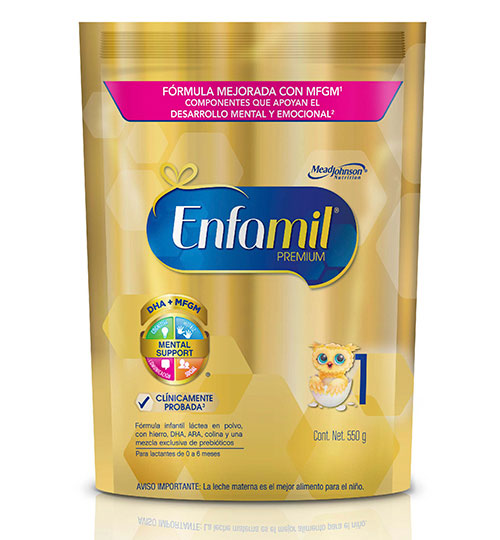 FÓRMULA MEJORADA CON MFGM¹
COMPONENTES QUE APOYAN EL
DESARROLLO MENTAL Y EMOCIONAL²
MeadJohnson®
Nutrition
Enfamil®
PREMIUM
DHA + MFGM
MENTAL
SUPPORT
CLÍNICAMENTE
PROBADA³
1
Cont. Net. 550 g
Fórmula infantil láctea en polvo,
con hierro, DHA, ARA, colina y una
mezcla exclusiva de prebióticos
Para lactantes de 0 a 6 meses
AVISO IMPORTANTE: La leche materna es el mejor alimento para el niño.